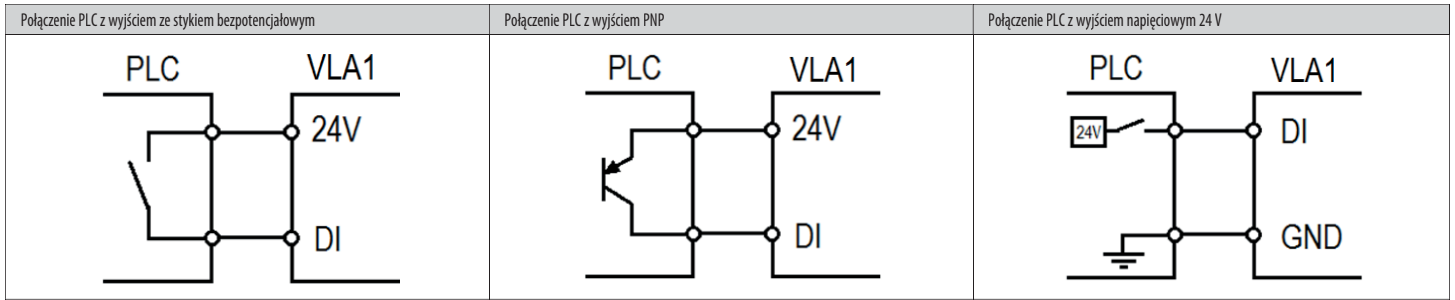 Połączenie PLC z wyjściem ze stykiem bezpotencjałowym
Połączenie PLC z wyjściem PNP
Połączenie PLC z wyjściem napięciowym 24 V
PLC VLA1
24V
DI
PLC VLA1
24V
DI
PLC VLA1
24V DI
GND